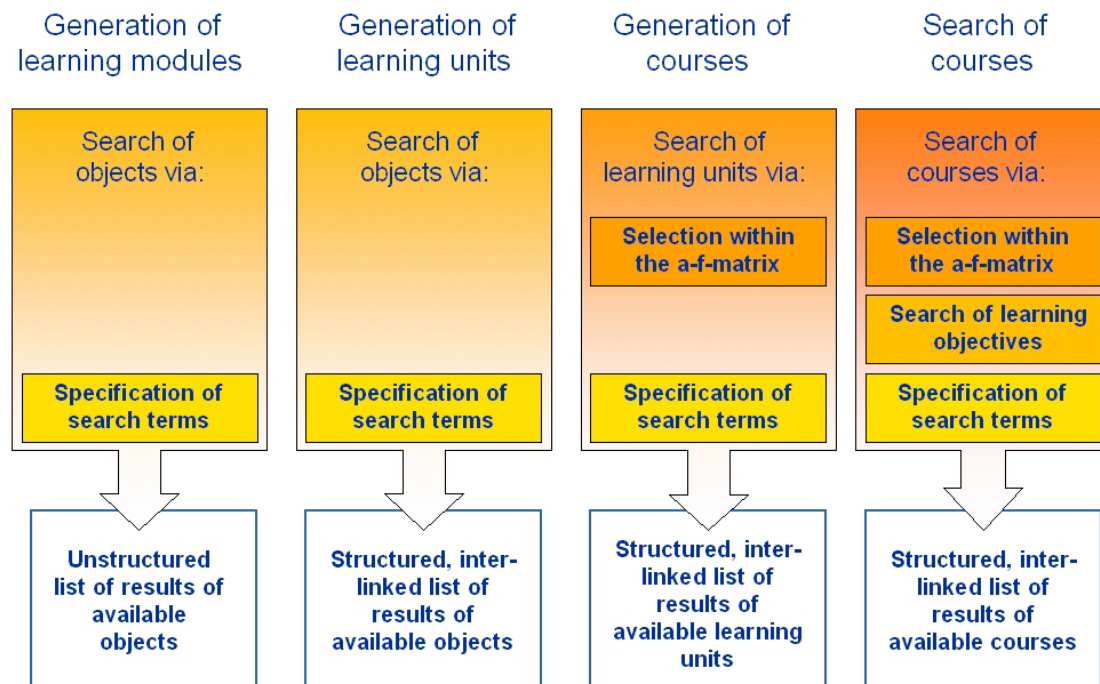 Generation of
learning modules
Generation of
learning units
Generation of
courses
Search of
courses
Search of
objects via:
Specification of
search terms
Search of
objects via:
Specification of
search terms
Search of
learning units via:
Selection within
the a-f-matrix
Specification of
search terms
Search of
courses via:
Selection within
the a-f-matrix
Search of learning
objectives
Specification of
search terms
Unstructured
list of results of
available
objects
Structured, inter-
linked list of
results of
available objects
Structured, inter-
linked list of
results of
available learning
units
Structured, inter-
linked list of
results of
available courses